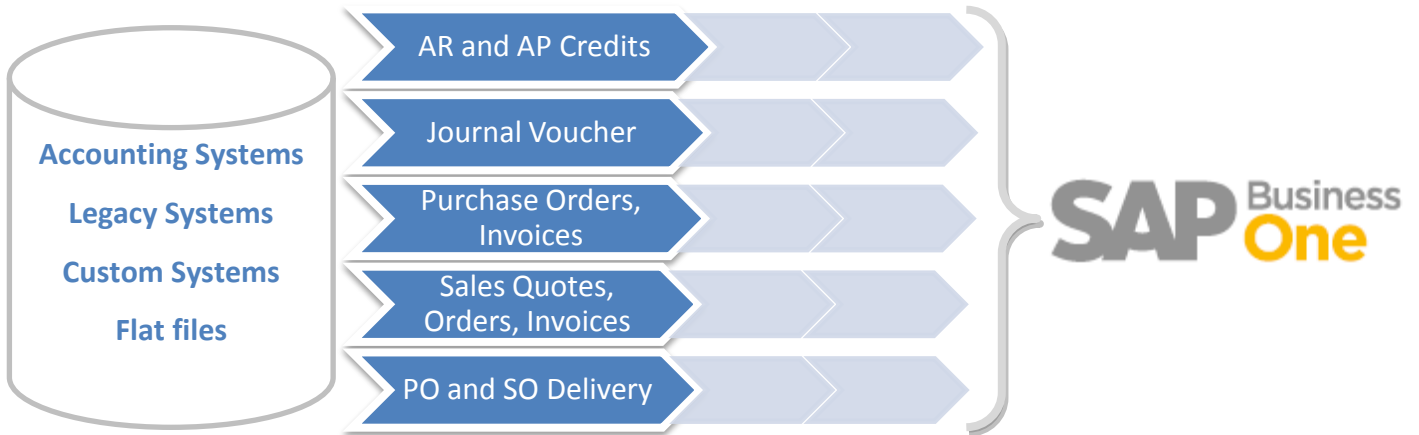 Accounting Systems
Legacy Systems
Custom Systems
Flat files
AR and AP Credits
Journal Voucher
Purchase Orders,
Invoices
Sales Quotes,
Orders, Invoices
PO and SO Delivery
SAP Business
One